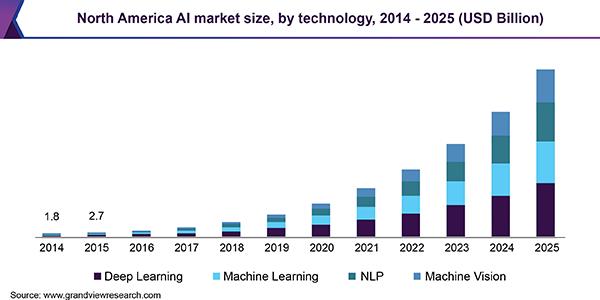 North America AI market size, by technology, 2014 - 2025 (USD Billion)
1.8 2.7
2014 2015 2016 2017 2018 2019 2020 2021 2022 2023 2024 2025
Deep Learning Machine Learning NLP Machine Vision
Source: www.grandviewresearch.com